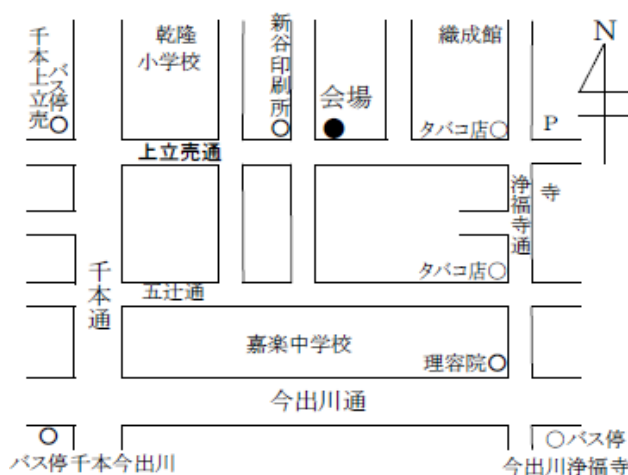 千本上立売
バス停
乾隆
小学校
新谷印刷所
会場
織成館
タバコ店
P
N
上立売通
浄福寺通
寺
千本通
五辻通
タバコ店
嘉楽中学校
理容院
今出川通
バス停千本今出川
バス停
今出川浄福寺